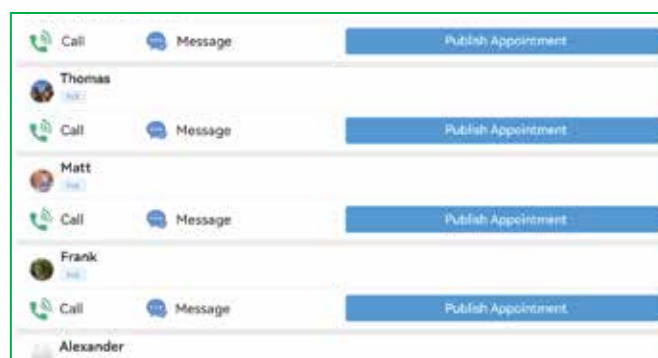 Call Message Publish Appointment
Thomas
Call Message Publish Appointment
Matt
Call Message Publish Appointment
Frank
Call Message Publish Appointment
Alexander